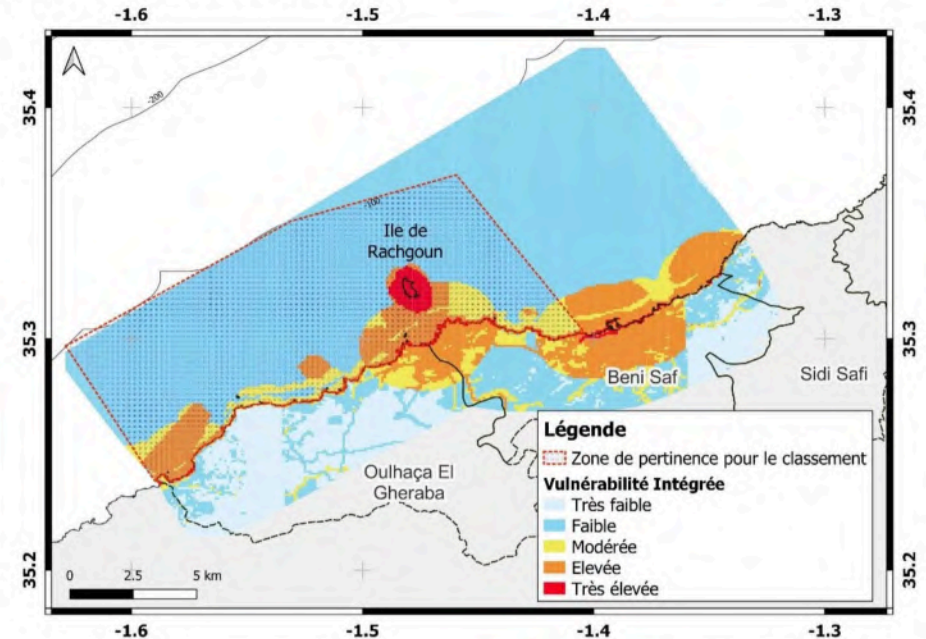 -1.6 -1.5 -1.4 -1.3
35.4 35.4
-200
-100
Ile de
Rachgoun
35.3 35.3
Beni Saf
Sidi Safi
Oulhaça El
Gheraba
Légende
Zone de pertinence pour le classement
Vulnérabilité Intégrée
Très faible
Faible
Modérée
Elevée
Très élevée
35.2 35.2
0 2.5 5 km
-1.6 -1.5 -1.4 -1.3